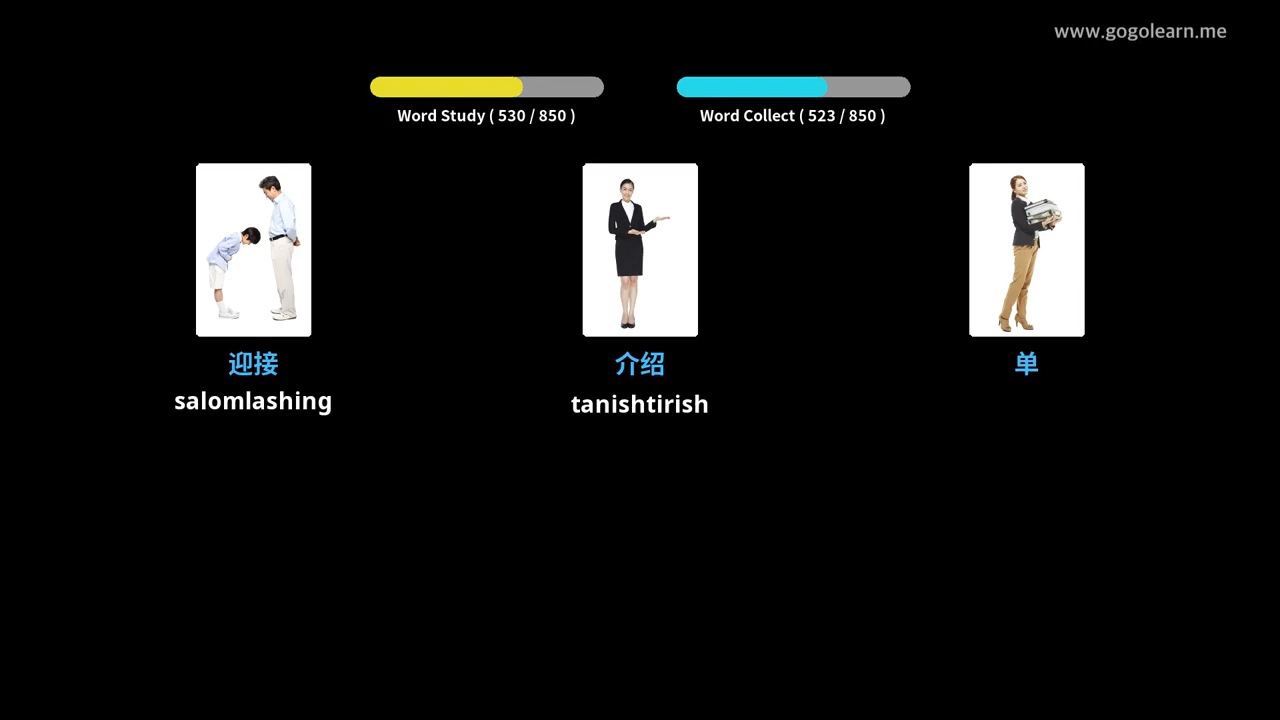 www.gogolearn.me
Word Study ( 530 / 850 )
Word Collect ( 523 / 850 )
迎接
介绍
单
salomlashing
tanishtirish